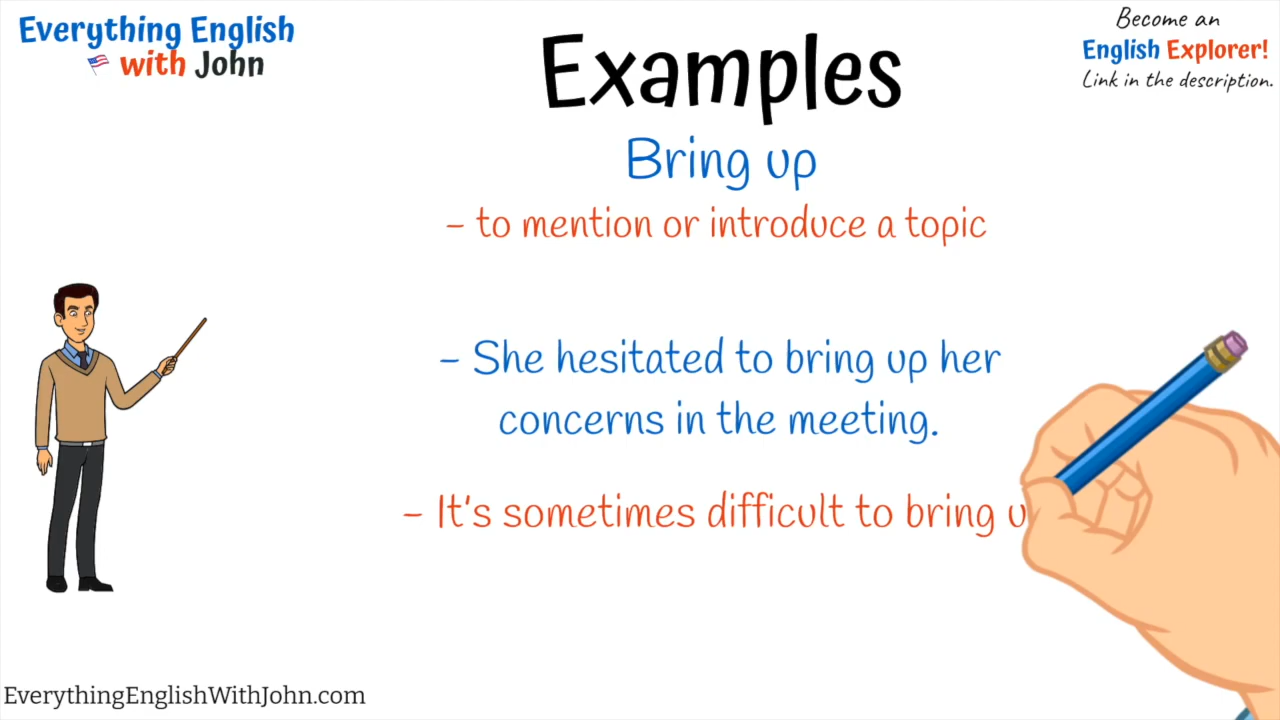 Everything English
with John
Become an
English Explorer!
Link in the description.
Examples
Bring up
- to mention or introduce a topic
- She hesitated to bring up her
concerns in the meeting.
- It's sometimes difficult to bring u
EverythingEnglishWithJohn.com